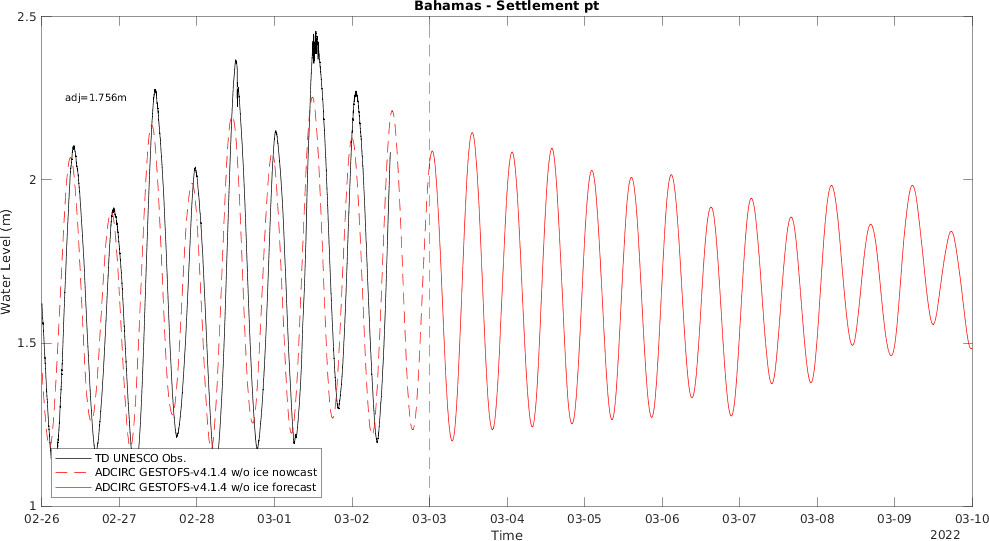 Bahamas - Settlement pt
2.5
adj=1.756m
2
Water Level (m)
1.5
TD UNESCO Obs.
ADCIRC GESTOFS-v4.1.4 w/o ice nowcast
ADCIRC GESTOFS-v4.1.4 w/o ice forecast
1
02-26 02-27 02-28 03-01 03-02 03-03 03-04 03-05 03-06 03-07 03-08 03-09 03-10
Time
2022